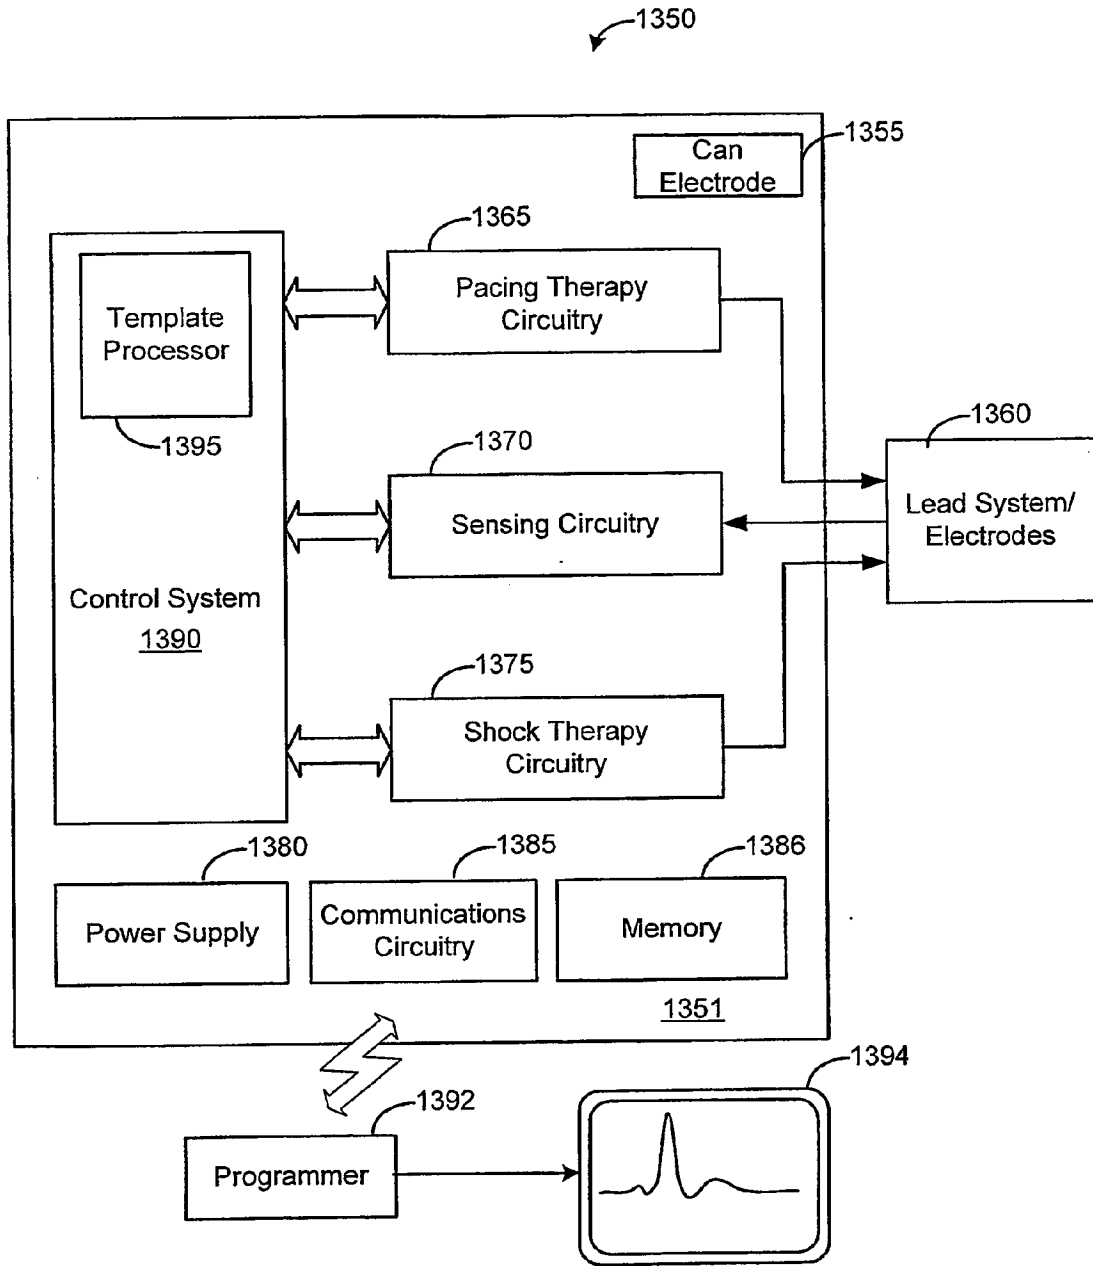 1350
1355
Can
Electrode
1365
Pacing Therapy
Circuitry
Template
Processor
1395
1370
Sensing Circuitry
1360
Lead System/
Electrodes
Control System
1390
1375
Shock Therapy
Circuitry
1380
Power Supply
1385
Communications
Circuitry
1386
Memory
1351
1392
Programmer
1394